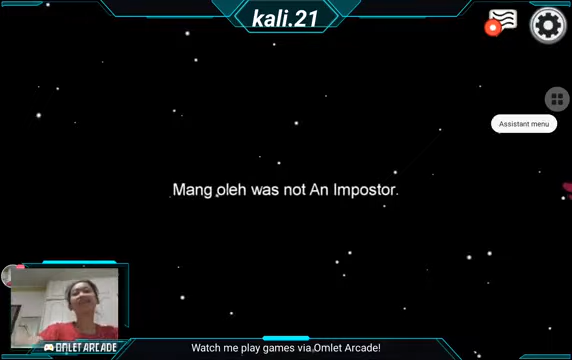 kali.21
Assistant menu
Mang oleh was not An Impostor.
OMLET ARCADE
Watch me play games via Omlet Arcade!